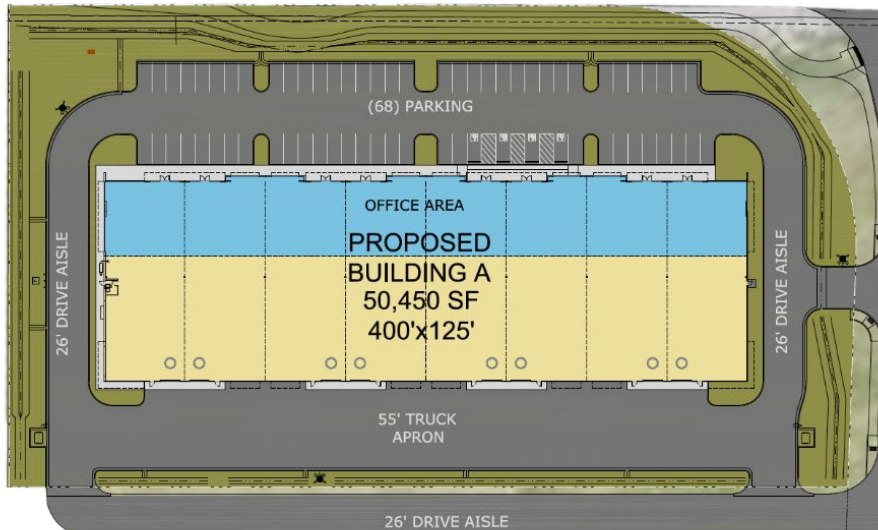 (68) PARKING
OFFICE AREA
PROPOSED
BUILDING A
50,450 SF
400'x125'
26' DRIVE AISLE
26' DRIVE AISLE
55' TRUCK
APRON
26' DRIVE AISLE